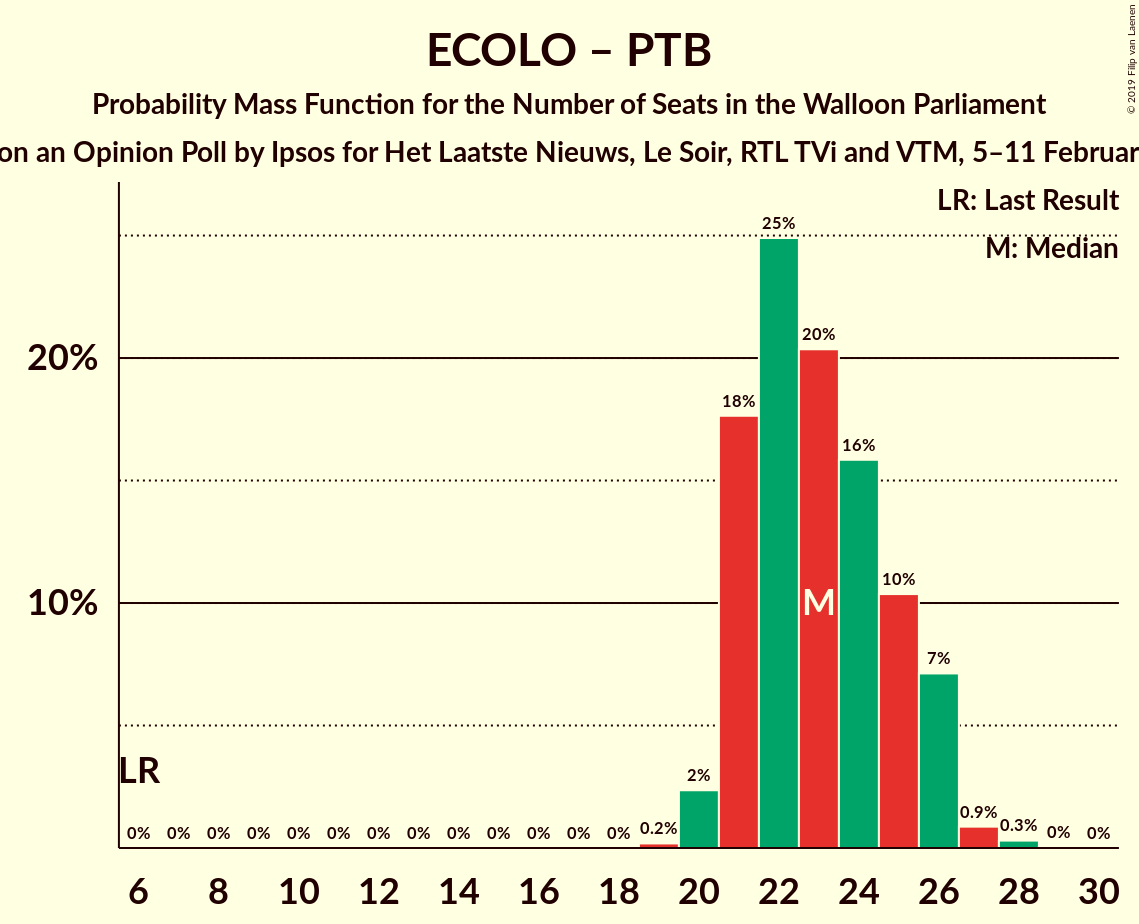 ECOLO – PTB
Probability Mass Function for the Number of Seats in the Walloon Parliament
on an Opinion Poll by Ipsos for Het Laatste Nieuws, Le Soir, RTL TVi and VTM, 5–11 Februar
© 2019 Filip van Laenen
LR: Last Result
M: Median
25%
20%
20%
18%
16%
10%
10%
M
7%
LR
2%
0% 0% 0% 0% 0% 0% 0% 0% 0% 0% 0% 0% 0% 0.2% 0.9% 0.3% 0% 0%
6 8 10 12 14 16 18 20 22 24 26 28 30